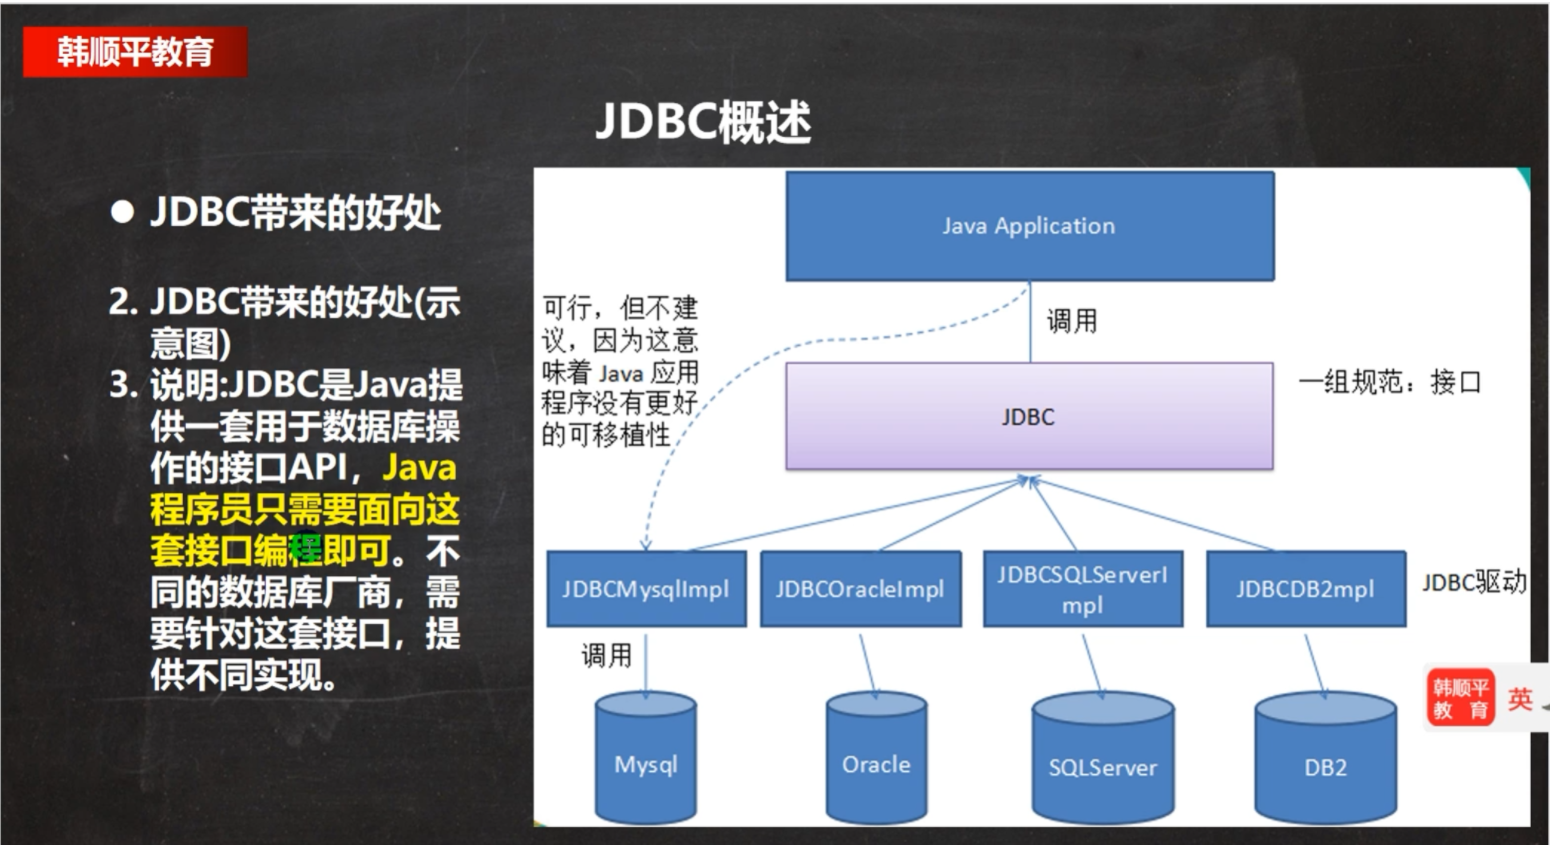 韩顺平教育
JDBC概述
● JDBC带来的好处
2. JDBC带来的好处(示
意图)
3. 说明:JDBC是Java提
供一套用于数据库操
作的接口API，Java
程序员只需要面向这
套接口编程即可。不
同的数据库厂商，需
要针对这套接口，提
供不同实现。
Java Application
可行，但不建
议，因为这意
味着 Java 应用
程序没有更好
的可移植性
调用
一组规范：接口
JDBC
JDBCMysqlImpl
JDBCOracleImpl
JDBCSQLServerI
mpl
JDBCDB2mpl
JDBC驱动
调用
Mysql
Oracle
SQLServer
DB2
韩顺平
教 育
英